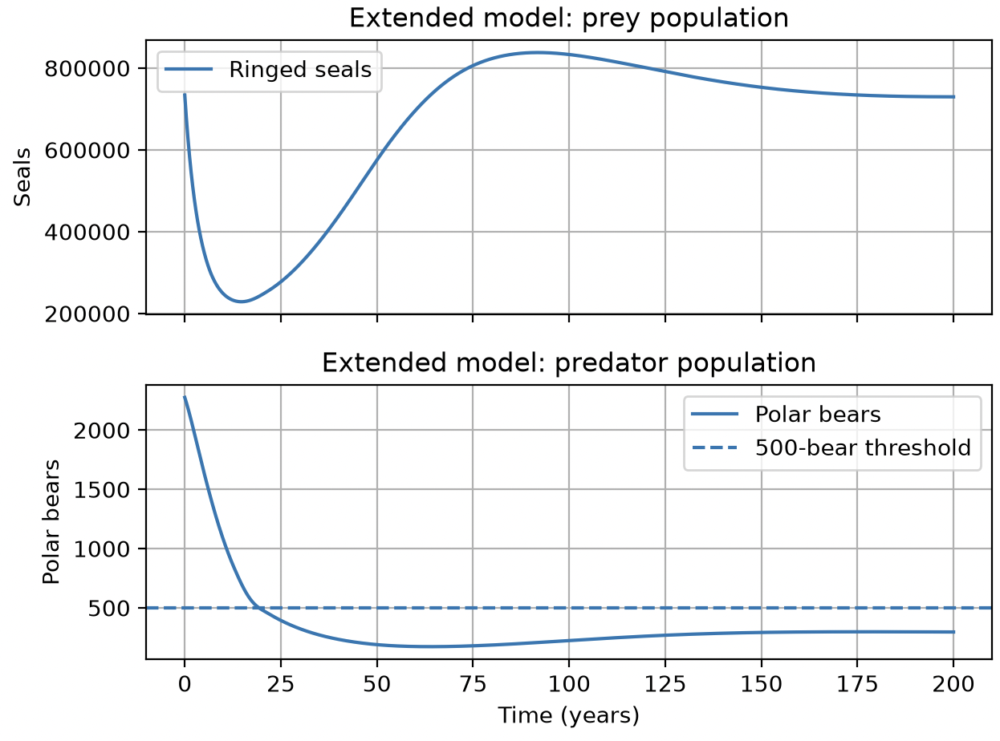 Extended model: prey population
Ringed seals
Seals
800000
600000
400000
200000
Extended model: predator population
Polar bears
500-bear threshold
Polar bears
2000
1500
1000
500
0 25 50 75 100 125 150 175 200
Time (years)